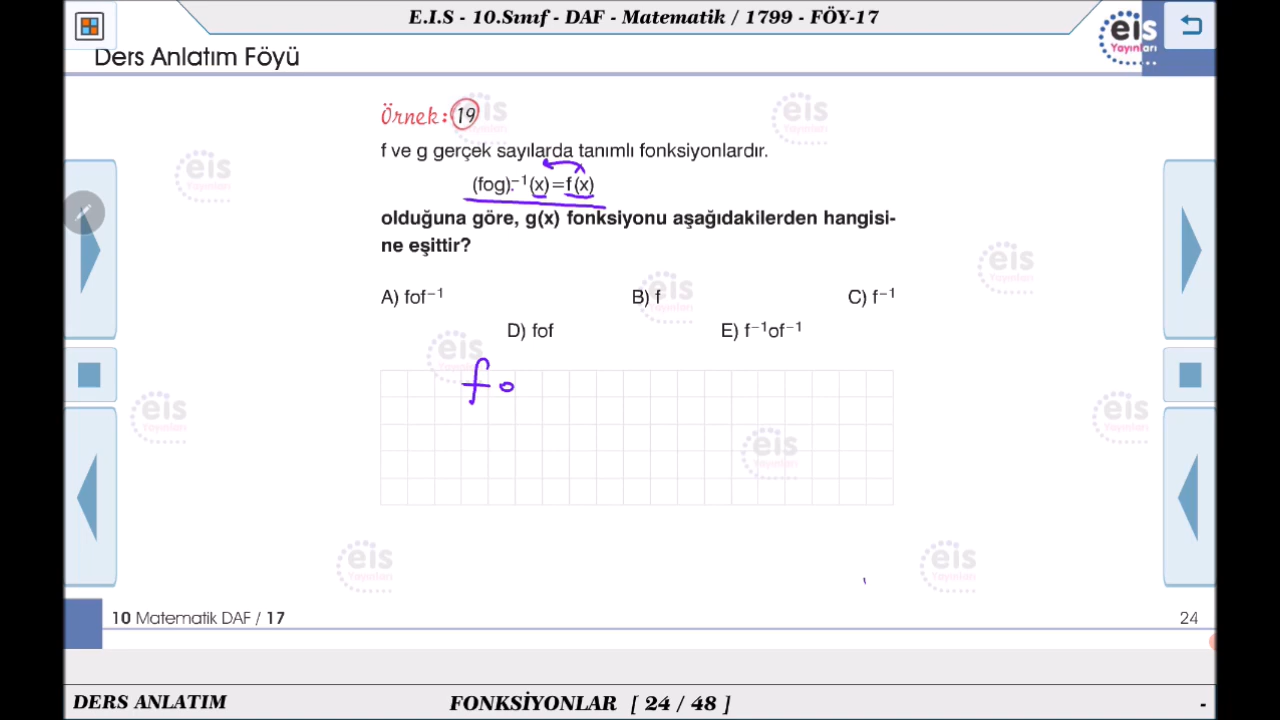 E.I.S - 10.Sınıf - DAF - Matematik / 1799 - FÖY-17
eis
Yayınları
Ders Anlatım Föyü
Örnek: 19
f ve g gerçek sayılarda tanımlı fonksiyonlardır.
(fog)⁻¹(x)=f(x)
olduğuna göre, g(x) fonksiyonu aşağıdakilerden hangisi-
ne eşittir?
A) fof⁻¹ B) f C) f⁻¹
D) fof E) f⁻¹of⁻¹
f o
10 Matematik DAF / 17
24
DERS ANLATIM
FONKSİYONLAR [ 24 / 48 ]
-